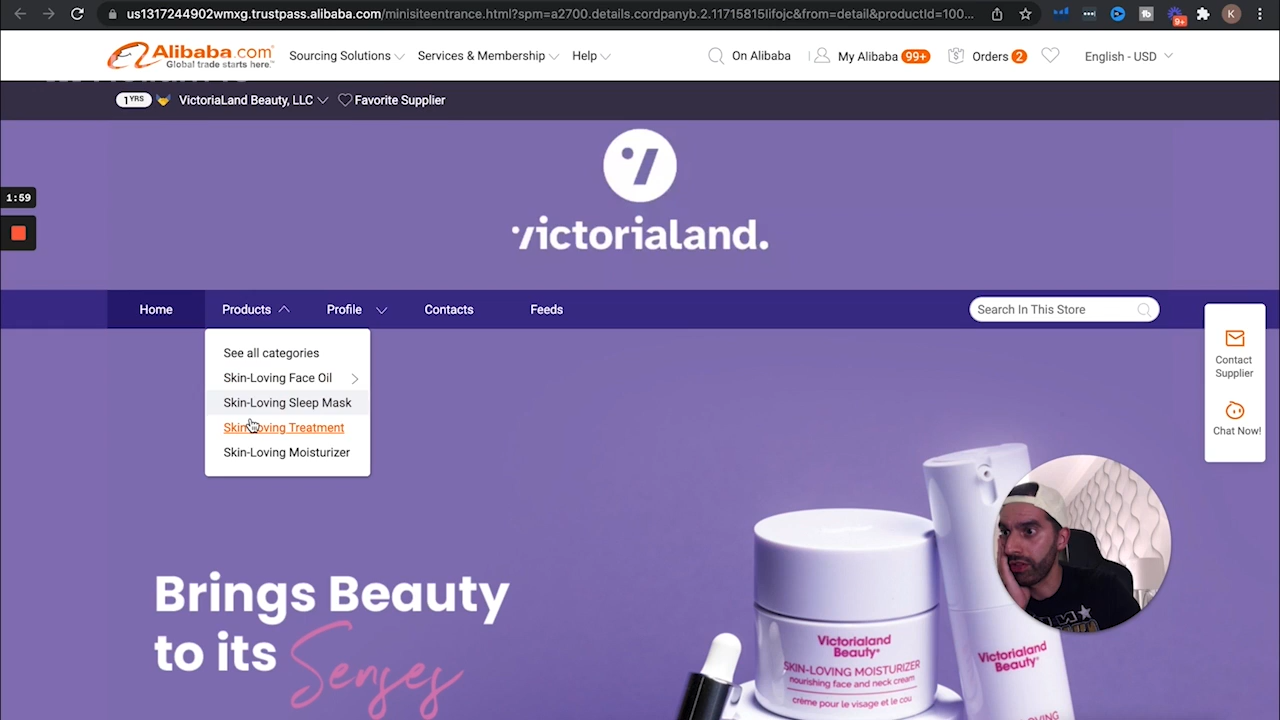 us1317244902wmxg.trustpass.alibaba.com/minisiteentrance.html?spm=a2700.details.cordpanyb.2.11715815lifojc&from=detail&productId=100...
9+
K
Alibaba.com
Global trade starts here.™
Sourcing Solutions
Services & Membership
Help
On Alibaba
My Alibaba 99+
Orders 2
English - USD
1 YRS
VictoriaLand Beauty, LLC
Favorite Supplier
victorialand.
1:59
Home
Products
Profile
Contacts
Feeds
Search In This Store
See all categories
Skin-Loving Face Oil
Skin-Loving Sleep Mask
Skin-Loving Treatment
Skin-Loving Moisturizer
Contact
Supplier
Chat Now!
Brings Beauty
to its Senses
Victorialand
Beauty®
SKIN-LOVING MOISTURIZER
nourishing face and neck cream
crème pour le visage et le cou
Victorialand
Beauty®